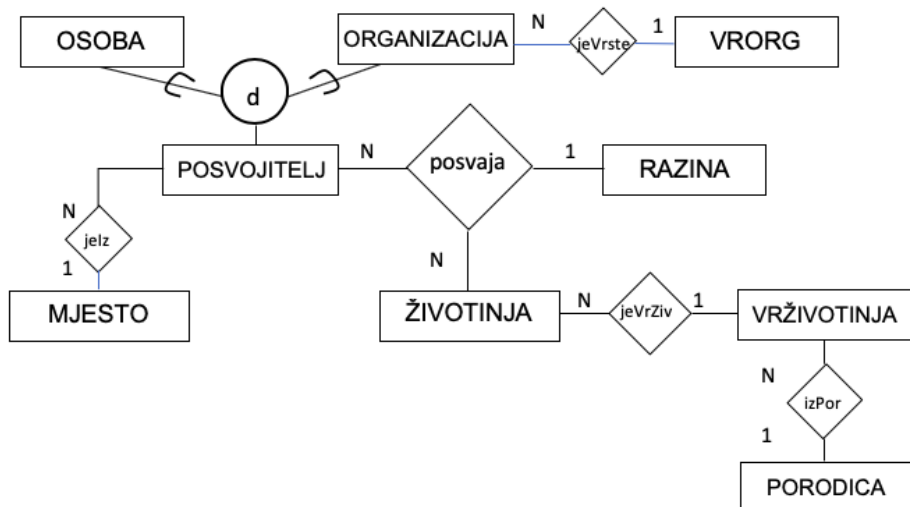 OSOBA
ORGANIZACIJA
N
jeVrste
1
VRORG
d
POSVOJITELJ
N
posvaja
1
RAZINA
N
jeIz
1
MJESTO
N
ŽIVOTINJA
N
jeVrZiv
1
VRŽIVOTINJA
N
izPor
1
PORODICA